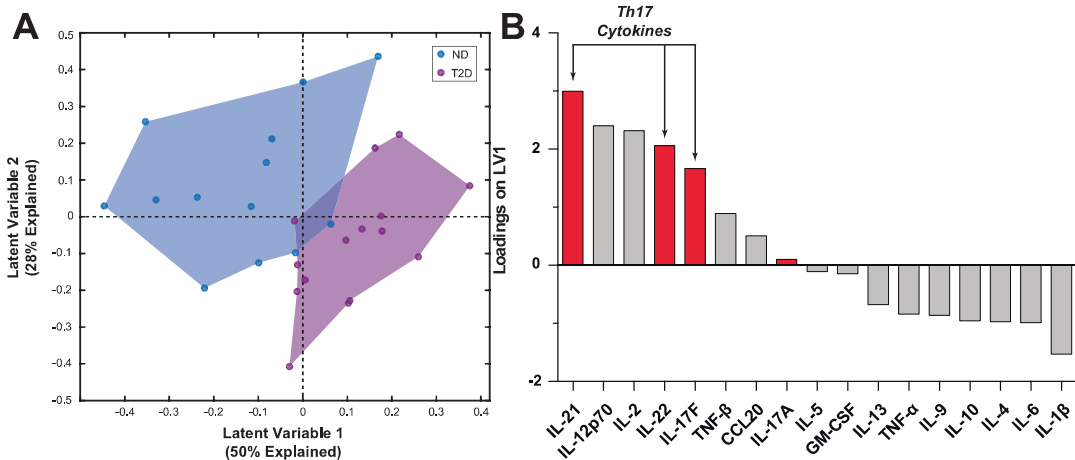 A
0.5
0.4
0.3
0.2
0.1
0
-0.1
-0.2
-0.3
-0.4
-0.5
-0.4
-0.3
-0.2
-0.1
0
0.1
0.2
0.3
0.4
Latent Variable 2
(28% Explained)
Latent Variable 1
(50% Explained)
ND
T2D
B
Th17
Cytokines
4
2
0
-2
Loadings on LV1
IL-21
IL-12p70
IL-2
IL-22
IL-17F
TNF-β
CCL20
IL-17A
IL-5
GM-CSF
IL-13
TNF-α
IL-9
IL-10
IL-4
IL-6
IL-1β